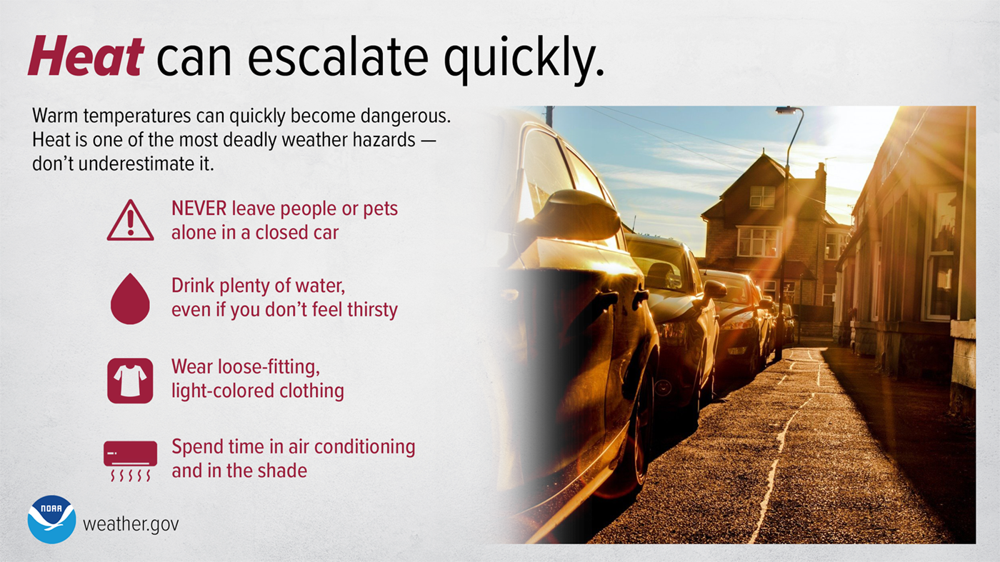 Heat can escalate quickly.
Warm temperatures can quickly become dangerous.
Heat is one of the most deadly weather hazards —
don’t underestimate it.
NEVER leave people or pets
alone in a closed car
Drink plenty of water,
even if you don’t feel thirsty
Wear loose-fitting,
light-colored clothing
Spend time in air conditioning
and in the shade
NOAA
weather.gov